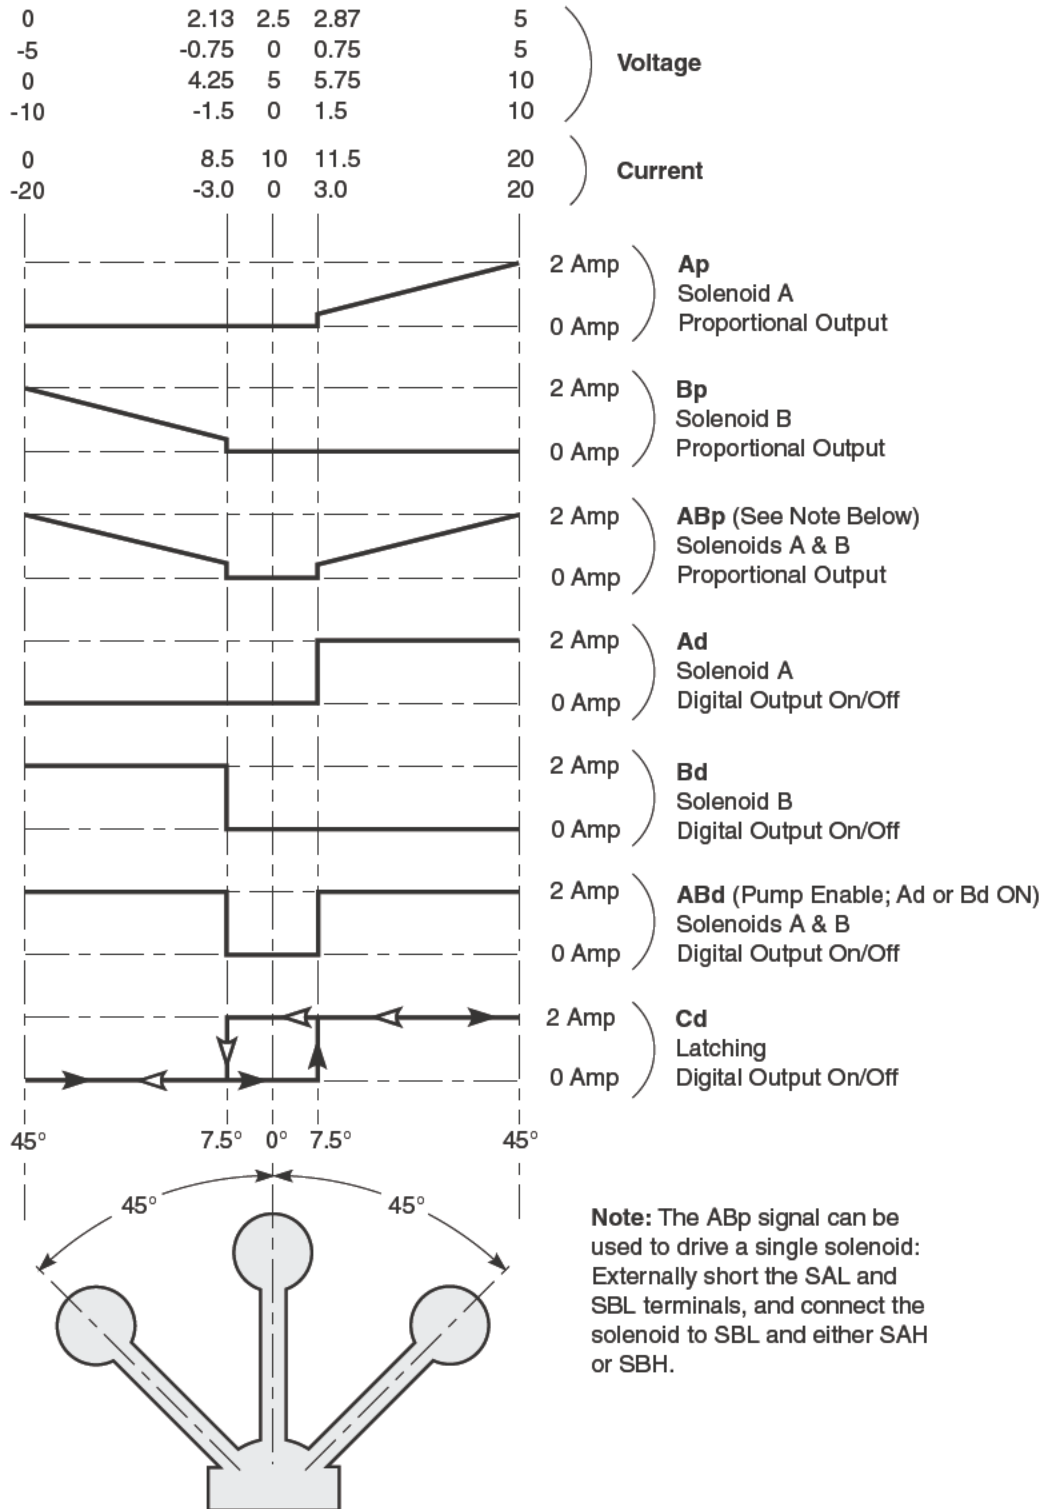 0 2.13 2.5 2.87 5
-5 -0.75 0 0.75 5
0 4.25 5 5.75 10
-10 -1.5 0 1.5 10
Voltage
0 8.5 10 11.5 20
-20 -3.0 0 3.0 20
Current
2 Amp
0 Amp
Ap
Solenoid A
Proportional Output
2 Amp
0 Amp
Bp
Solenoid B
Proportional Output
2 Amp
0 Amp
ABp (See Note Below)
Solenoids A & B
Proportional Output
2 Amp
0 Amp
Ad
Solenoid A
Digital Output On/Off
2 Amp
0 Amp
Bd
Solenoid B
Digital Output On/Off
2 Amp
0 Amp
ABd (Pump Enable; Ad or Bd ON)
Solenoids A & B
Digital Output On/Off
2 Amp
0 Amp
Cd
Latching
Digital Output On/Off
45° 7.5° 0° 7.5° 45°
45° 45°
Note: The ABp signal can be
used to drive a single solenoid:
Externally short the SAL and
SBL terminals, and connect the
solenoid to SBL and either SAH
or SBH.